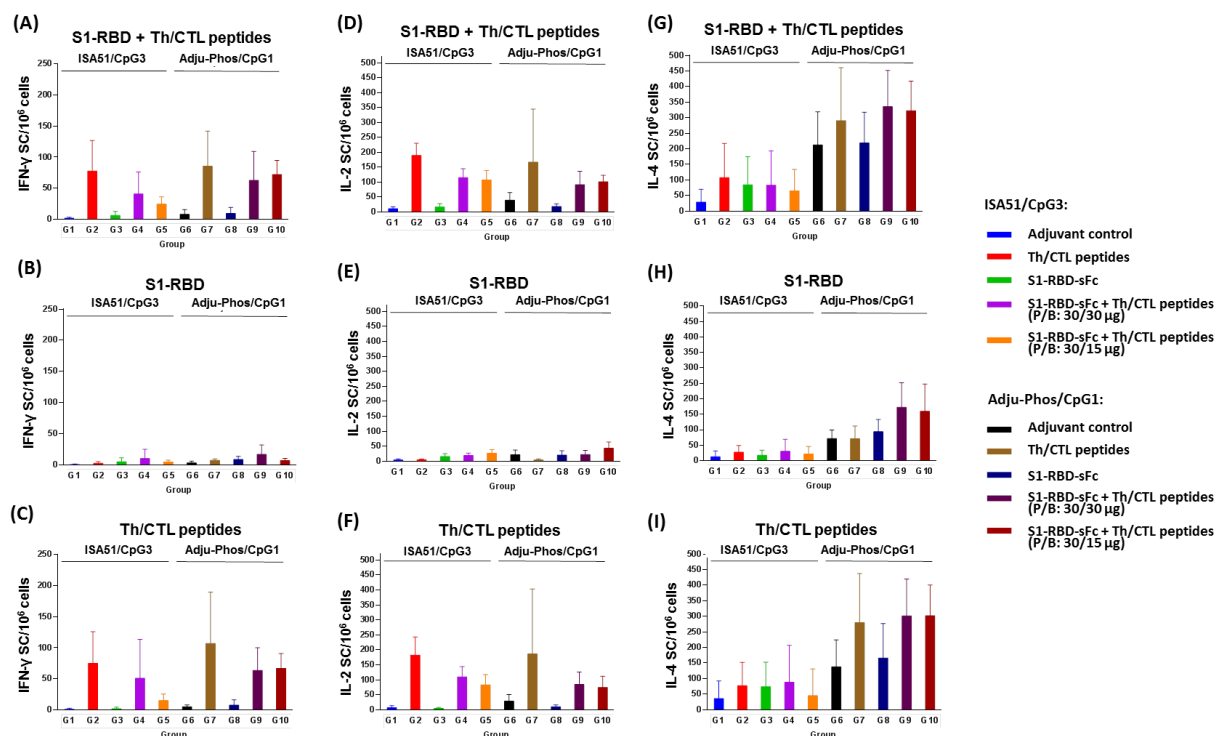 (A)
S1-RBD + Th/CTL peptides
ISA51/CpG3 Adju-Phos/CpG1
IFN-γ SC/10⁶ cells
250
200
150
100
50
0
G1 G2 G3 G4 G5 G6 G7 G8 G9 G10
Group
(D)
S1-RBD + Th/CTL peptides
ISA51/CpG3 Adju-Phos/CpG1
IL-2 SC/10⁶ cells
500
450
400
350
300
250
200
150
100
50
0
G1 G2 G3 G4 G5 G6 G7 G8 G9 G10
Group
(G)
S1-RBD + Th/CTL peptides
ISA51/CpG3 Adju-Phos/CpG1
IL-4 SC/10⁶ cells
500
450
400
350
300
250
200
150
100
50
0
G1 G2 G3 G4 G5 G6 G7 G8 G9 G10
Group
(B)
S1-RBD
ISA51/CpG3 Adju-Phos/CpG1
IFN-γ SC/10⁶ cells
250
200
150
100
50
0
G1 G2 G3 G4 G5 G6 G7 G8 G9 G10
Group
(E)
S1-RBD
ISA51/CpG3 Adju-Phos/CpG1
IL-2 SC/10⁶ cells
500
450
400
350
300
250
200
150
100
50
0
G1 G2 G3 G4 G5 G6 G7 G8 G9 G10
Group
(H)
S1-RBD
ISA51/CpG3 Adju-Phos/CpG1
IL-4 SC/10⁶ cells
500
450
400
350
300
250
200
150
100
50
0
G1 G2 G3 G4 G5 G6 G7 G8 G9 G10
Group
(C)
Th/CTL peptides
ISA51/CpG3 Adju-Phos/CpG1
IFN-γ SC/10⁶ cells
250
200
150
100
50
0
G1 G2 G3 G4 G5 G6 G7 G8 G9 G10
Group
(F)
Th/CTL peptides
ISA51/CpG3 Adju-Phos/CpG1
IL-2 SC/10⁶ cells
500
450
400
350
300
250
200
150
100
50
0
G1 G2 G3 G4 G5 G6 G7 G8 G9 G10
Group
(I)
Th/CTL peptides
ISA51/CpG3 Adju-Phos/CpG1
IL-4 SC/10⁶ cells
500
450
400
350
300
250
200
150
100
50
0
G1 G2 G3 G4 G5 G6 G7 G8 G9 G10
Group
ISA51/CpG3:
Adjuvant control
Th/CTL peptides
S1-RBD-sFc
S1-RBD-sFc + Th/CTL peptides
(P/B: 30/30 μg)
S1-RBD-sFc + Th/CTL peptides
(P/B: 30/15 μg)
Adju-Phos/CpG1:
Adjuvant control
Th/CTL peptides
S1-RBD-sFc
S1-RBD-sFc + Th/CTL peptides
(P/B: 30/30 μg)
S1-RBD-sFc + Th/CTL peptides
(P/B: 30/15 μg)